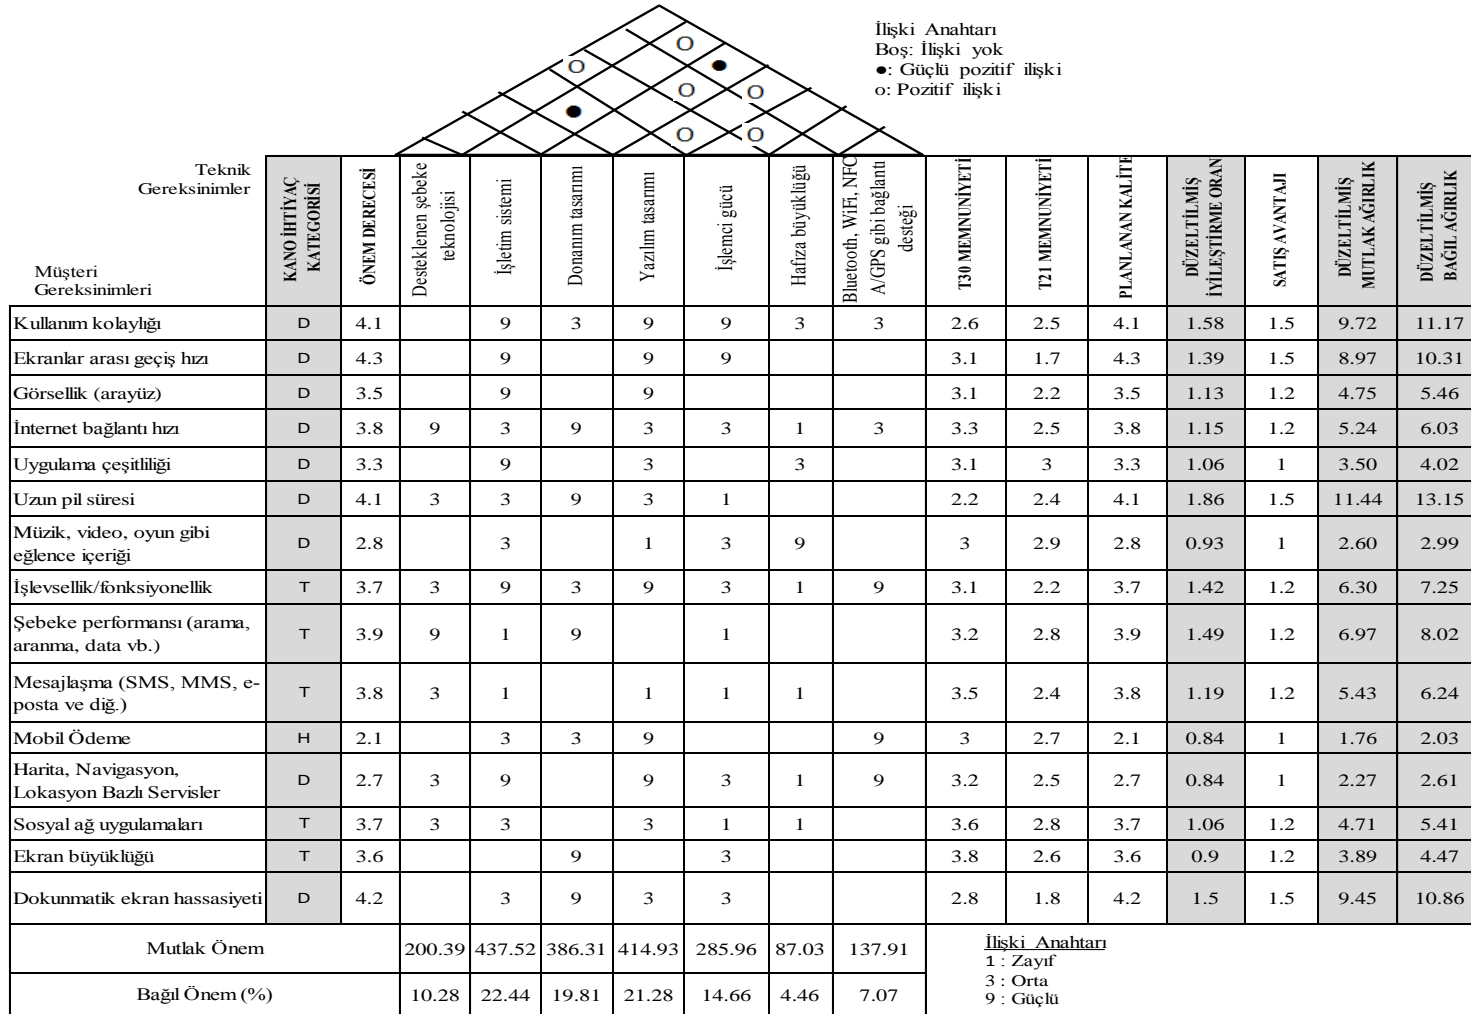 İlişki Anahtarı
Boş: İlişki yok
●: Güçlü pozitif ilişki
o: Pozitif ilişki
O
O ●
O O
●
O O
Teknik
Gereksinimler
Müşteri
Gereksinimleri
KANO İHTİYAÇ
KATEGORİSİ
ÖNEM DERECESİ
Desteklenen şebeke
teknolojisi
İşletim sistemi
Donanım tasarımı
Yazılım tasarımı
İşlemci gücü
Hafıza büyüklüğü
Bluetooth, WiFi, NFC
A/GPS gibi bağlantı
desteği
T30 MEMNUNİYETİ
T21 MEMNUNİYETİ
PLANLANAN KALİTE
DÜZELTİLMİŞ
İYİLEŞTİRME ORAN
SATIŞ AVANTAJI
DÜZELTİLMİŞ
MUTLAK AĞIRLIK
DÜZELTİLMİŞ
BAĞIL AĞIRLIK
Kullanım kolaylığı D 4.1 9 3 9 9 3 3 2.6 2.5 4.1 1.58 1.5 9.72 11.17
Ekranlar arası geçiş hızı D 4.3 9 9 9 3.1 1.7 4.3 1.39 1.5 8.97 10.31
Görsellik (arayüz) D 3.5 9 9 3.1 2.2 3.5 1.13 1.2 4.75 5.46
İnternet bağlantı hızı D 3.8 9 3 9 3 3 1 3 3.3 2.5 3.8 1.15 1.2 5.24 6.03
Uygulama çeşitliliği D 3.3 9 3 3 3.1 3 3.3 1.06 1 3.50 4.02
Uzun pil süresi D 4.1 3 3 9 3 1 2.2 2.4 4.1 1.86 1.5 11.44 13.15
Müzik, video, oyun gibi
eğlence içeriği D 2.8 3 1 3 9 3 2.9 2.8 0.93 1 2.60 2.99
İşlevsellik/fonksiyonellik T 3.7 3 9 3 9 3 1 9 3.1 2.2 3.7 1.42 1.2 6.30 7.25
Şebeke performansı (arama,
aranma, data vb.) T 3.9 9 1 9 1 3.2 2.8 3.9 1.49 1.2 6.97 8.02
Mesajlaşma (SMS, MMS, e-
posta ve diğ.) T 3.8 3 1 1 1 1 3.5 2.4 3.8 1.19 1.2 5.43 6.24
Mobil Ödeme H 2.1 3 3 9 9 3 2.7 2.1 0.84 1 1.76 2.03
Harita, Navigasyon,
Lokasyon Bazlı Servisler D 2.7 3 9 9 3 1 9 3.2 2.5 2.7 0.84 1 2.27 2.61
Sosyal ağ uygulamaları T 3.7 3 3 3 1 1 3.6 2.8 3.7 1.06 1.2 4.71 5.41
Ekran büyüklüğü T 3.6 9 3 3.8 2.6 3.6 0.9 1.2 3.89 4.47
Dokunmatik ekran hassasiyeti D 4.2 3 9 3 3 2.8 1.8 4.2 1.5 1.5 9.45 10.86
Mutlak Önem 200.39 437.52 386.31 414.93 285.96 87.03 137.91
Bağıl Önem (%) 10.28 22.44 19.81 21.28 14.66 4.46 7.07
İlişki Anahtarı
1 : Zayıf
3 : Orta
9 : Güçlü